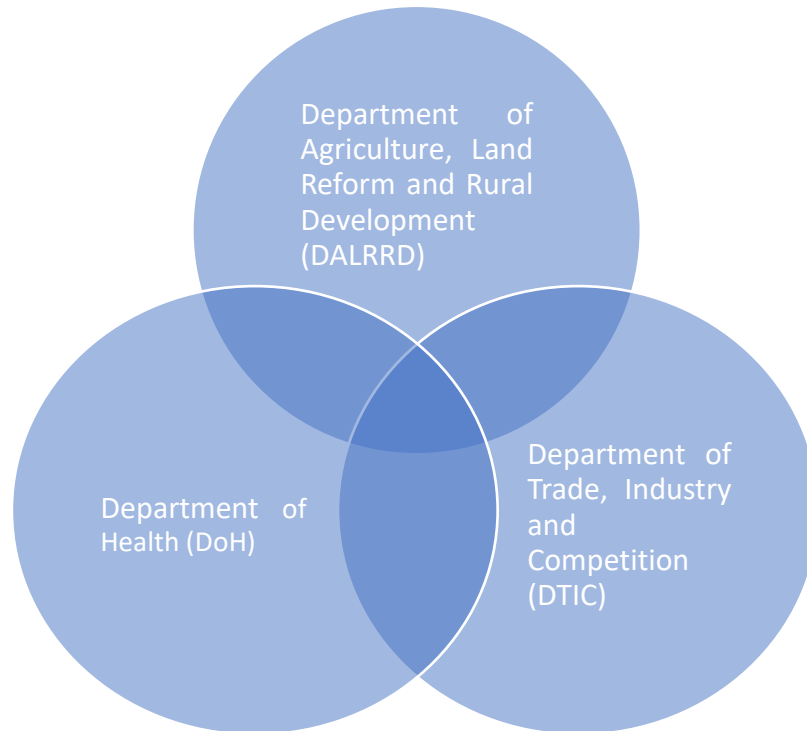 Department of
Agriculture, Land
Reform and Rural
Development
(DALRRD)
Department of
Health (DoH)
Department of
Trade, Industry
and
Competition
(DTIC)